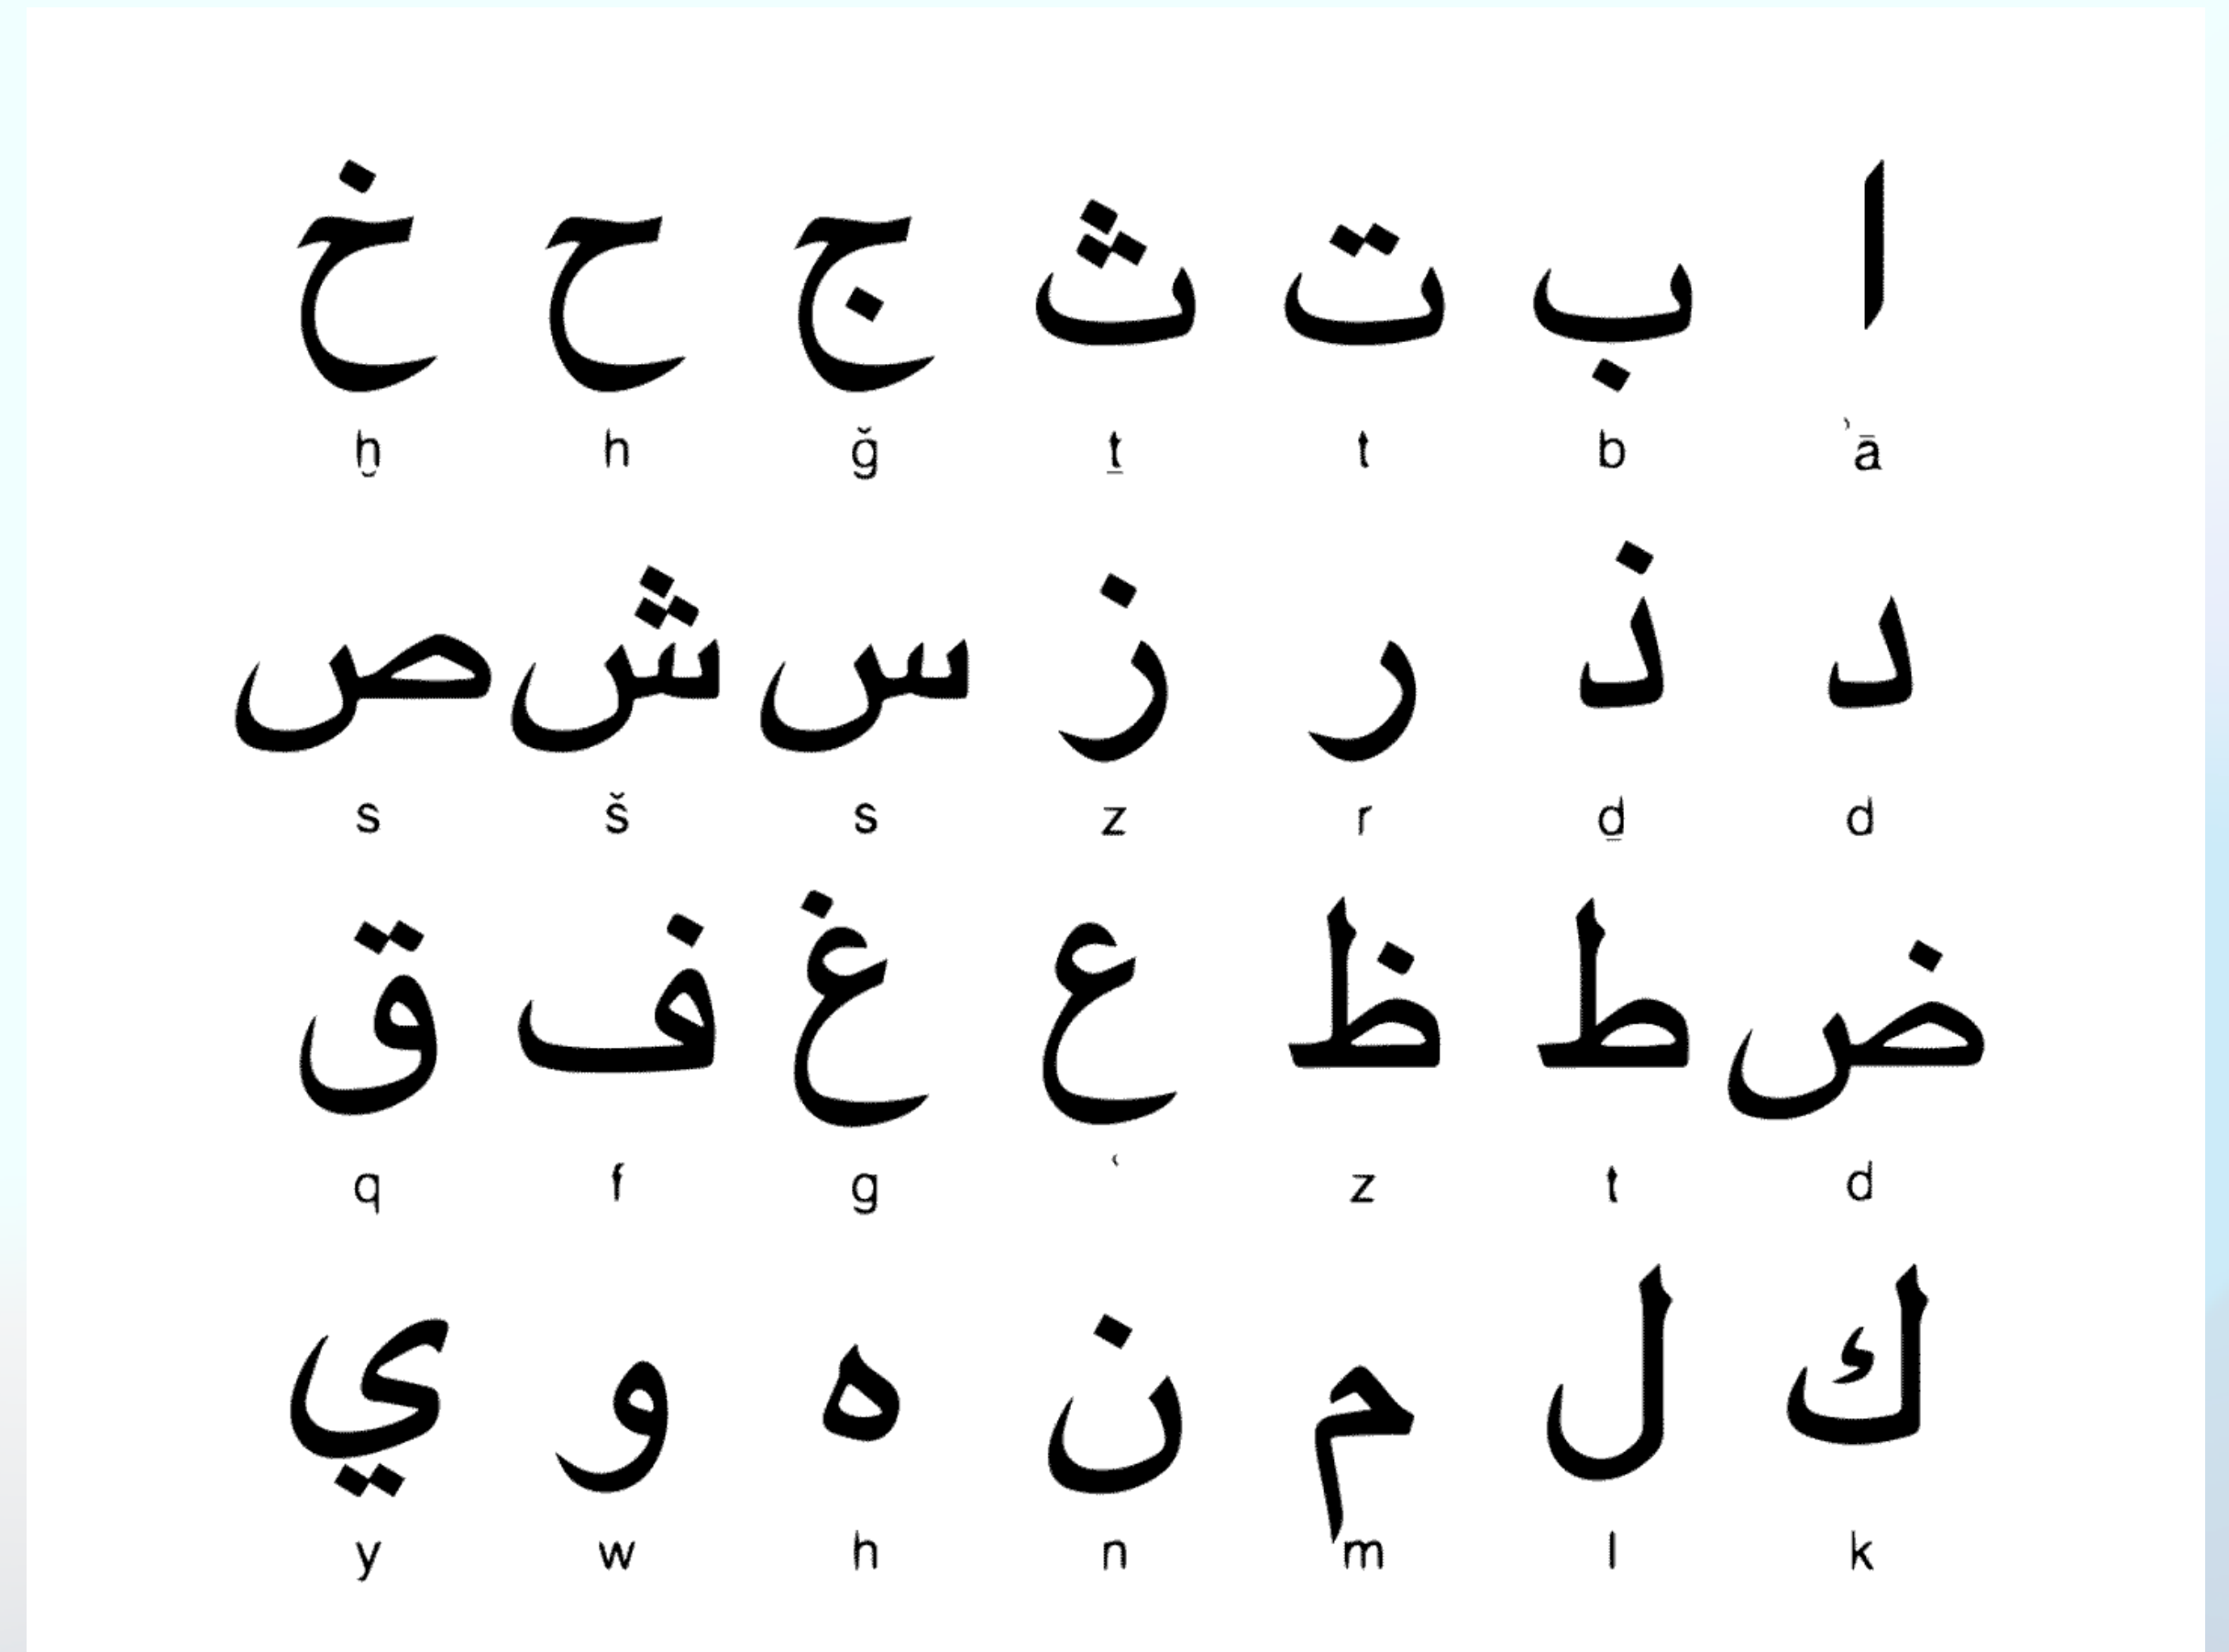 ا ب ت ث ج ح خ
ʾā b t ṯ ğ h ḫ
د ذ ر ز س ش ص
d ḏ r z s š s
ض ط ظ ع غ ف ق
d t z ʿ g f q
ك ل م ن ه و ي
k l m n h w y